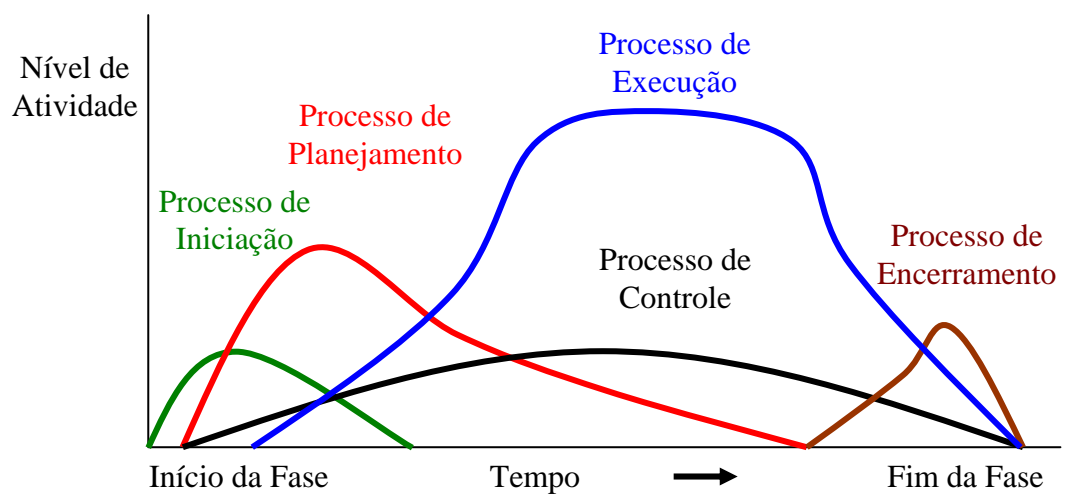 Processo de
Execução
Nível de
Atividade
Processo de
Planejamento
Processo de
Iniciação
Processo de
Encerramento
Processo de
Controle
Início da Fase
Tempo
Fim da Fase